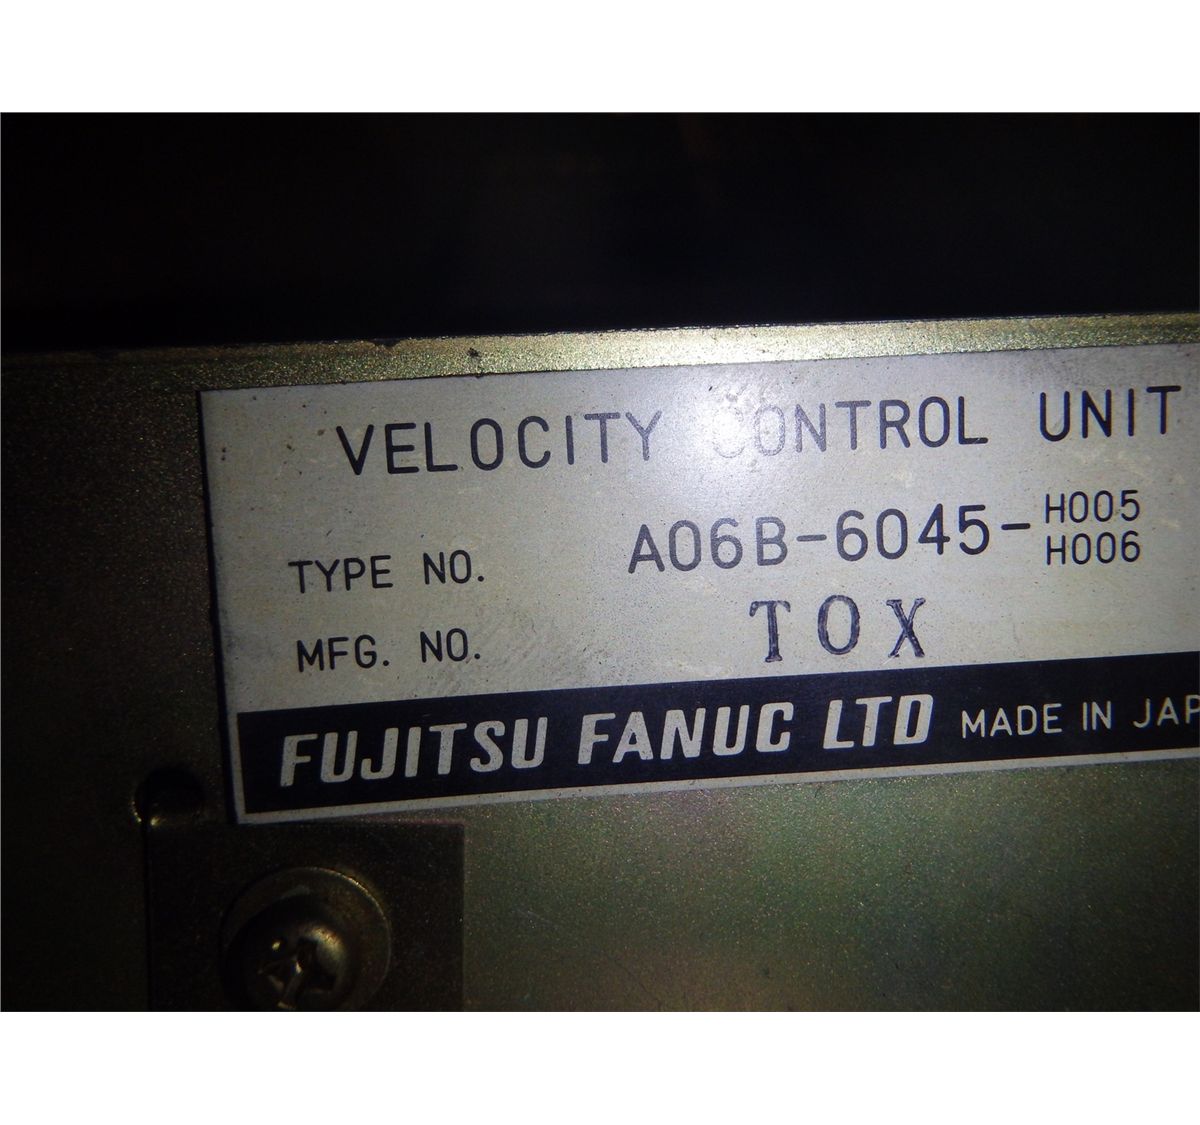 VELOCITY CONTROL UNIT
TYPE NO. A06B-6045-H005
H006
MFG. NO. TOX
FUJITSU FANUC LTD MADE IN JAP